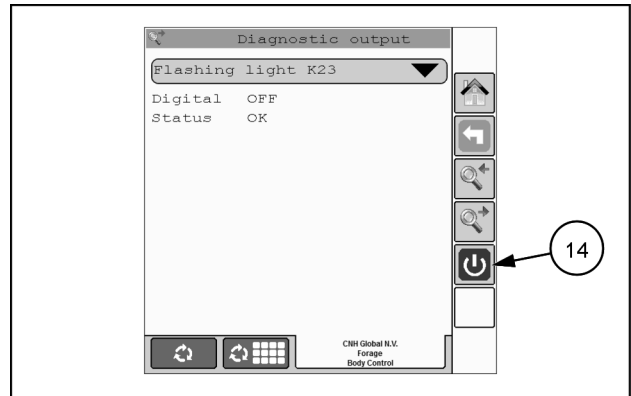 Diagnostic output
Flashing light K23
Digital OFF
Status OK
14
CNH Global N.V.
Forage
Body Control